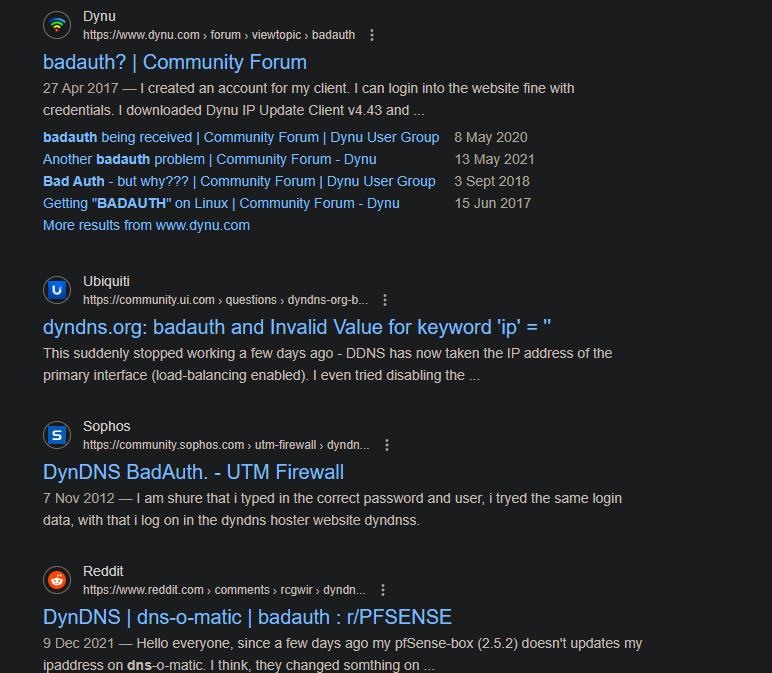 Dynu
https://www.dynu.com › forum › viewtopic › badauth
badauth? | Community Forum
27 Apr 2017 — I created an account for my client. I can login into the website fine with
credentials. I downloaded Dynu IP Update Client v4.43 and ...
badauth being received | Community Forum | Dynu User Group 8 May 2020
Another badauth problem | Community Forum - Dynu 13 May 2021
Bad Auth - but why??? | Community Forum | Dynu User Group 3 Sept 2018
Getting "BADAUTH" on Linux | Community Forum - Dynu 15 Jun 2017
More results from www.dynu.com
Ubiquiti
https://community.ui.com › questions › dyndns-org-b...
dyndns.org: badauth and Invalid Value for keyword 'ip' = "
This suddenly stopped working a few days ago - DDNS has now taken the IP address of the
primary interface (load-balancing enabled). I even tried disabling the ...
Sophos
https://community.sophos.com › utm-firewall › dyndn...
DynDNS BadAuth. - UTM Firewall
7 Nov 2012 — I am shure that i typed in the correct password and user, i tryed the same login
data, with that i log on in the dyndns hoster website dyndnss.
Reddit
https://www.reddit.com › comments › rcgwir › dyndn...
DynDNS | dns-o-matic | badauth : r/PFSENSE
9 Dec 2021 — Hello everyone, since a few days ago my pfSense-box (2.5.2) doesn't updates my
ipaddress on dns-o-matic. I think, they changed somthing on ...